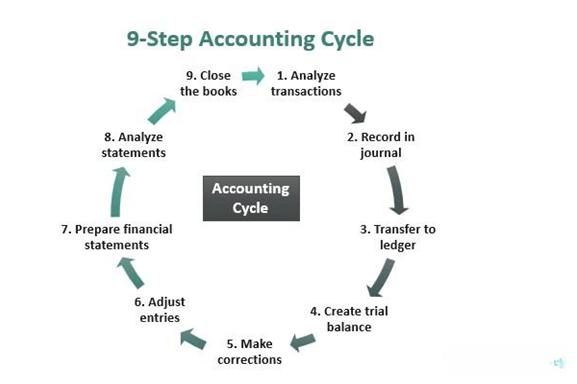 9-Step Accounting Cycle
9. Close
the books
1. Analyze
transactions
2. Record in
journal
3. Transfer to
ledger
4. Create trial
balance
5. Make
corrections
6. Adjust
entries
7. Prepare financial
statements
8. Analyze
statements
Accounting
Cycle